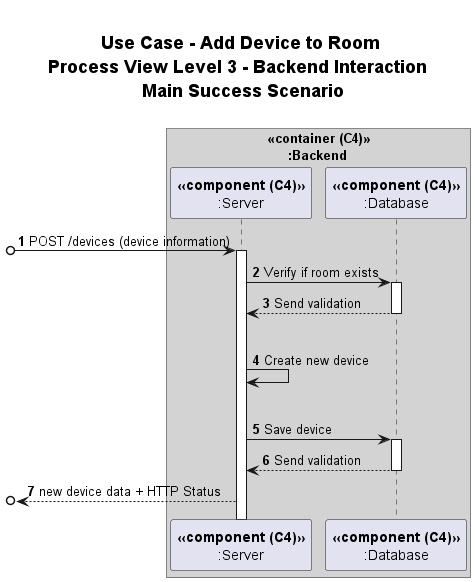 Use Case - Add Device to Room
Process View Level 3 - Backend Interaction
Main Success Scenario
«container (C4)»
:Backend
«component (C4)»
:Server
«component (C4)»
:Database
1 POST /devices (device information)
2 Verify if room exists
3 Send validation
4 Create new device
5 Save device
6 Send validation
7 new device data + HTTP Status
«component (C4)»
:Server
«component (C4)»
:Database